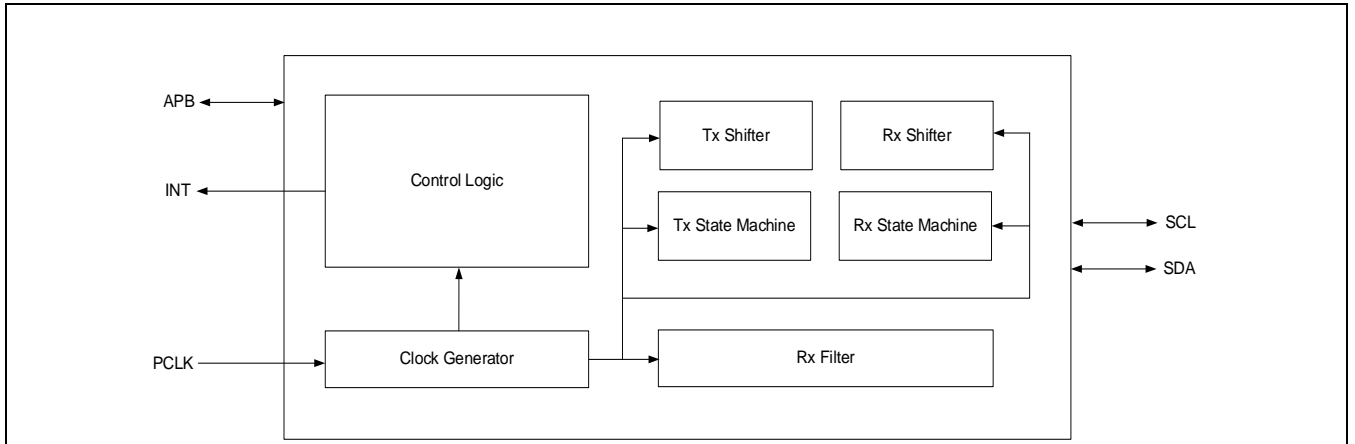 APB
Tx Shifter
Rx Shifter
Control Logic
INT
Tx State Machine
Rx State Machine
SCL
SDA
Clock Generator
Rx Filter
PCLK